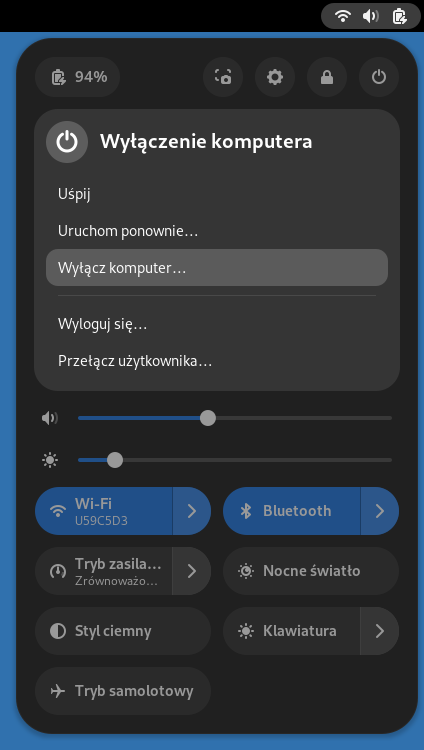 94%
Wyłączenie komputera
Uśpij
Uruchom ponownie…
Wyłącz komputer…
Wyloguj się…
Przełącz użytkownika…
Wi-Fi
U59C5D3
Bluetooth
Tryb zasila…
Zrównoważo…
Nocne światło
Styl ciemny
Klawiatura
Tryb samolotowy